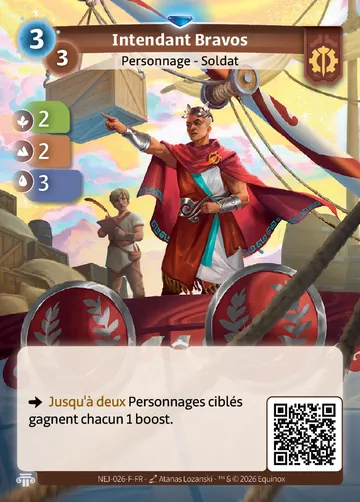 3
3
Intendant Bravos
Personnage - Soldat
2
2
3
Jusqu'à deux Personnages ciblés
gagnent chacun 1 boost.
NEJ-026-F-FR - Atanas Lozanski - ™ & © 2026 Equinox